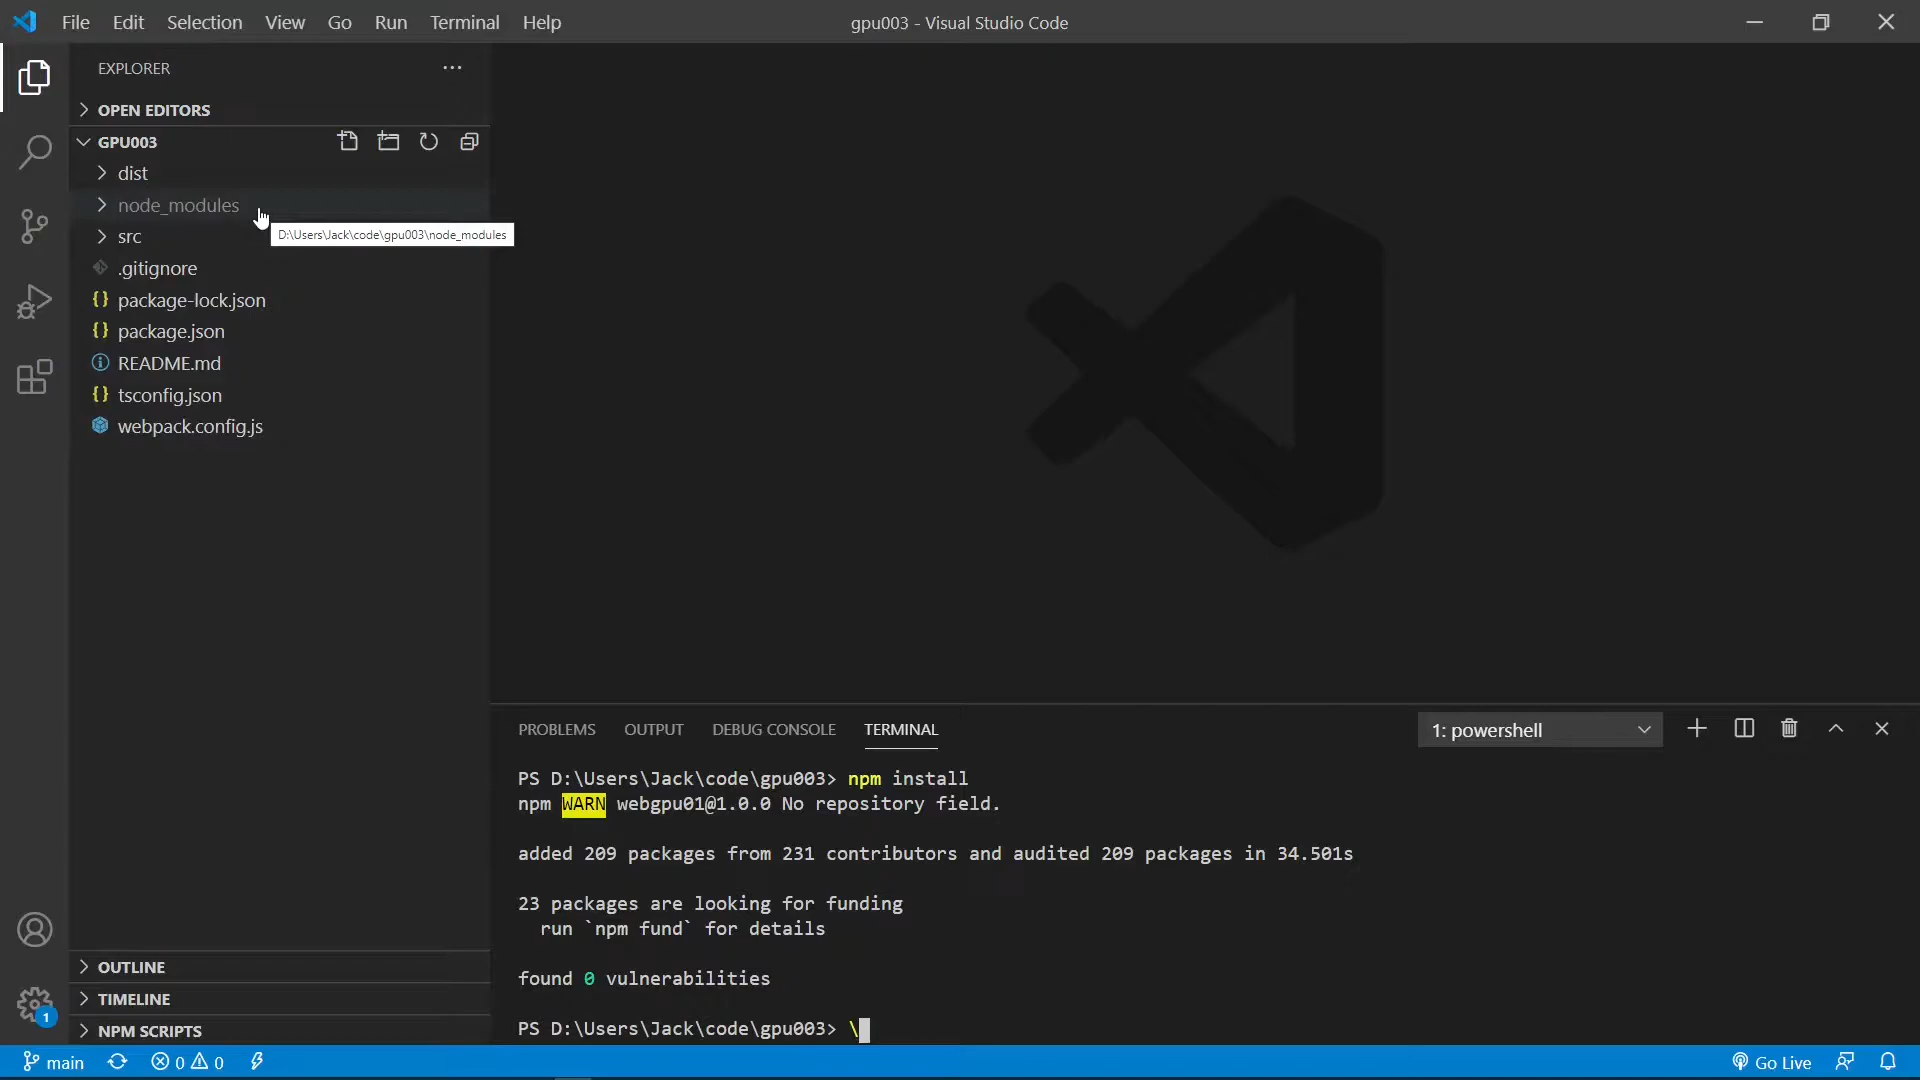 File Edit Selection View Go Run Terminal Help
gpu003 - Visual Studio Code
EXPLORER
OPEN EDITORS
GPU003
dist
node_modules
D:\Users\Jack\code\gpu003\node_modules
src
.gitignore
package-lock.json
package.json
README.md
tsconfig.json
webpack.config.js
OUTLINE
TIMELINE
NPM SCRIPTS
1
PROBLEMS OUTPUT DEBUG CONSOLE TERMINAL
1: powershell
PS D:\Users\Jack\code\gpu003> npm install
npm WARN webgpu01@1.0.0 No repository field.
added 209 packages from 231 contributors and audited 209 packages in 34.501s
23 packages are looking for funding
run `npm fund` for details
found 0 vulnerabilities
PS D:\Users\Jack\code\gpu003> \
main 0 0 Go Live